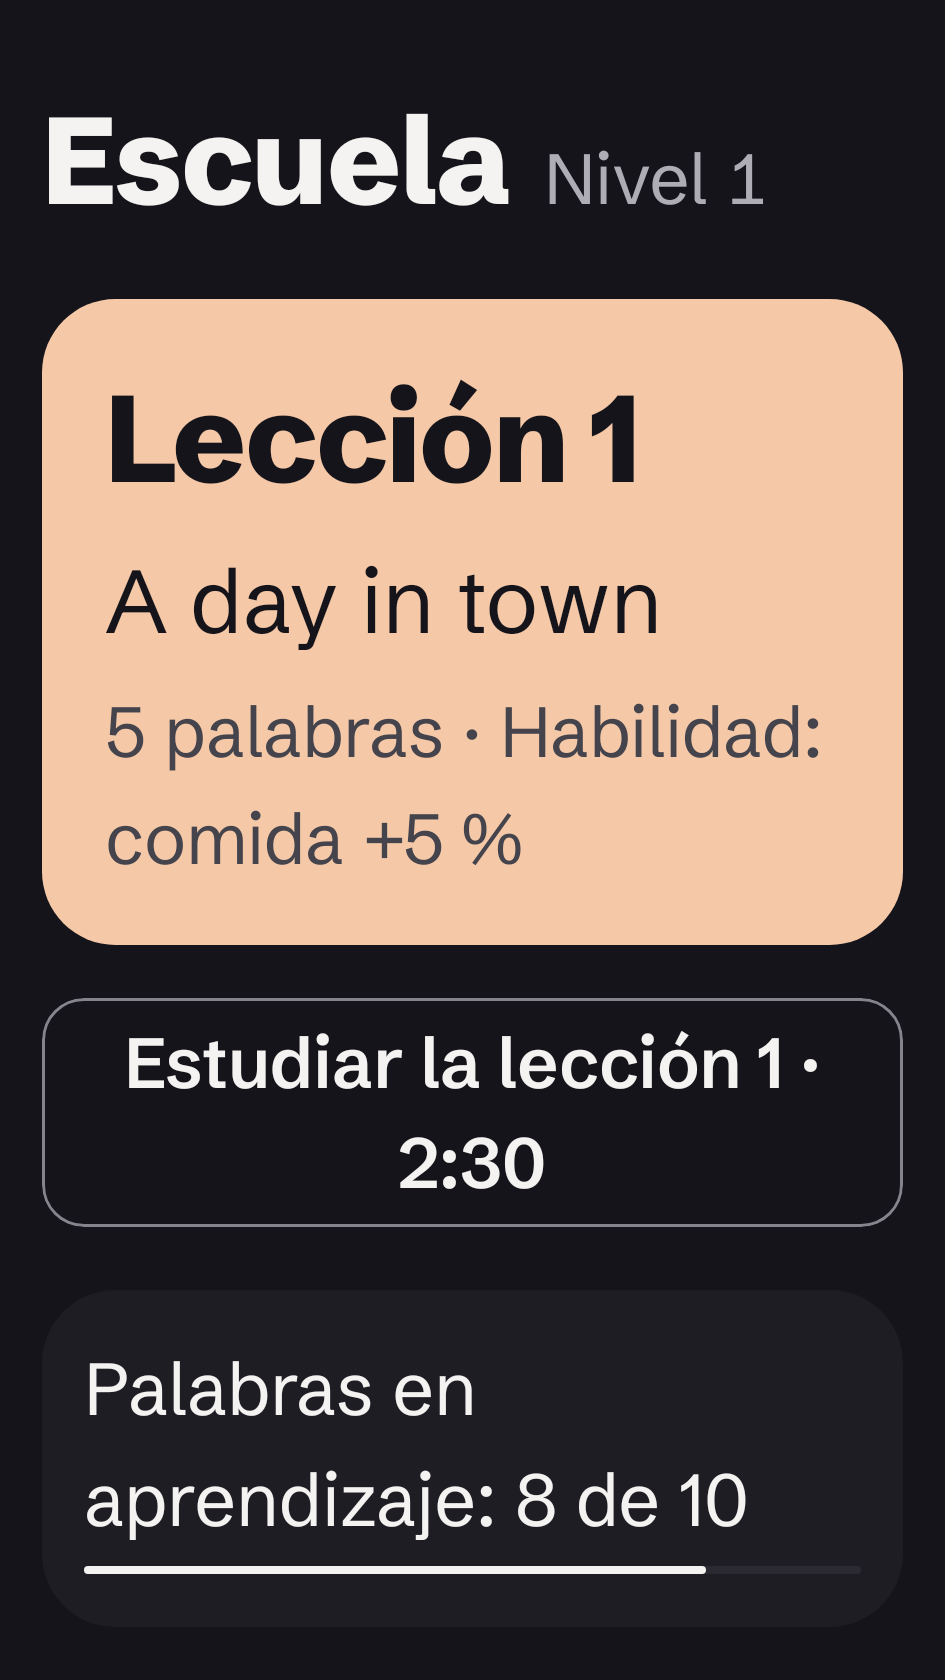 Escuela Nivel 1
Lección 1
A day in town
5 palabras · Habilidad:
comida +5 %
Estudiar la lección 1 ·
2:30
Palabras en
aprendizaje: 8 de 10